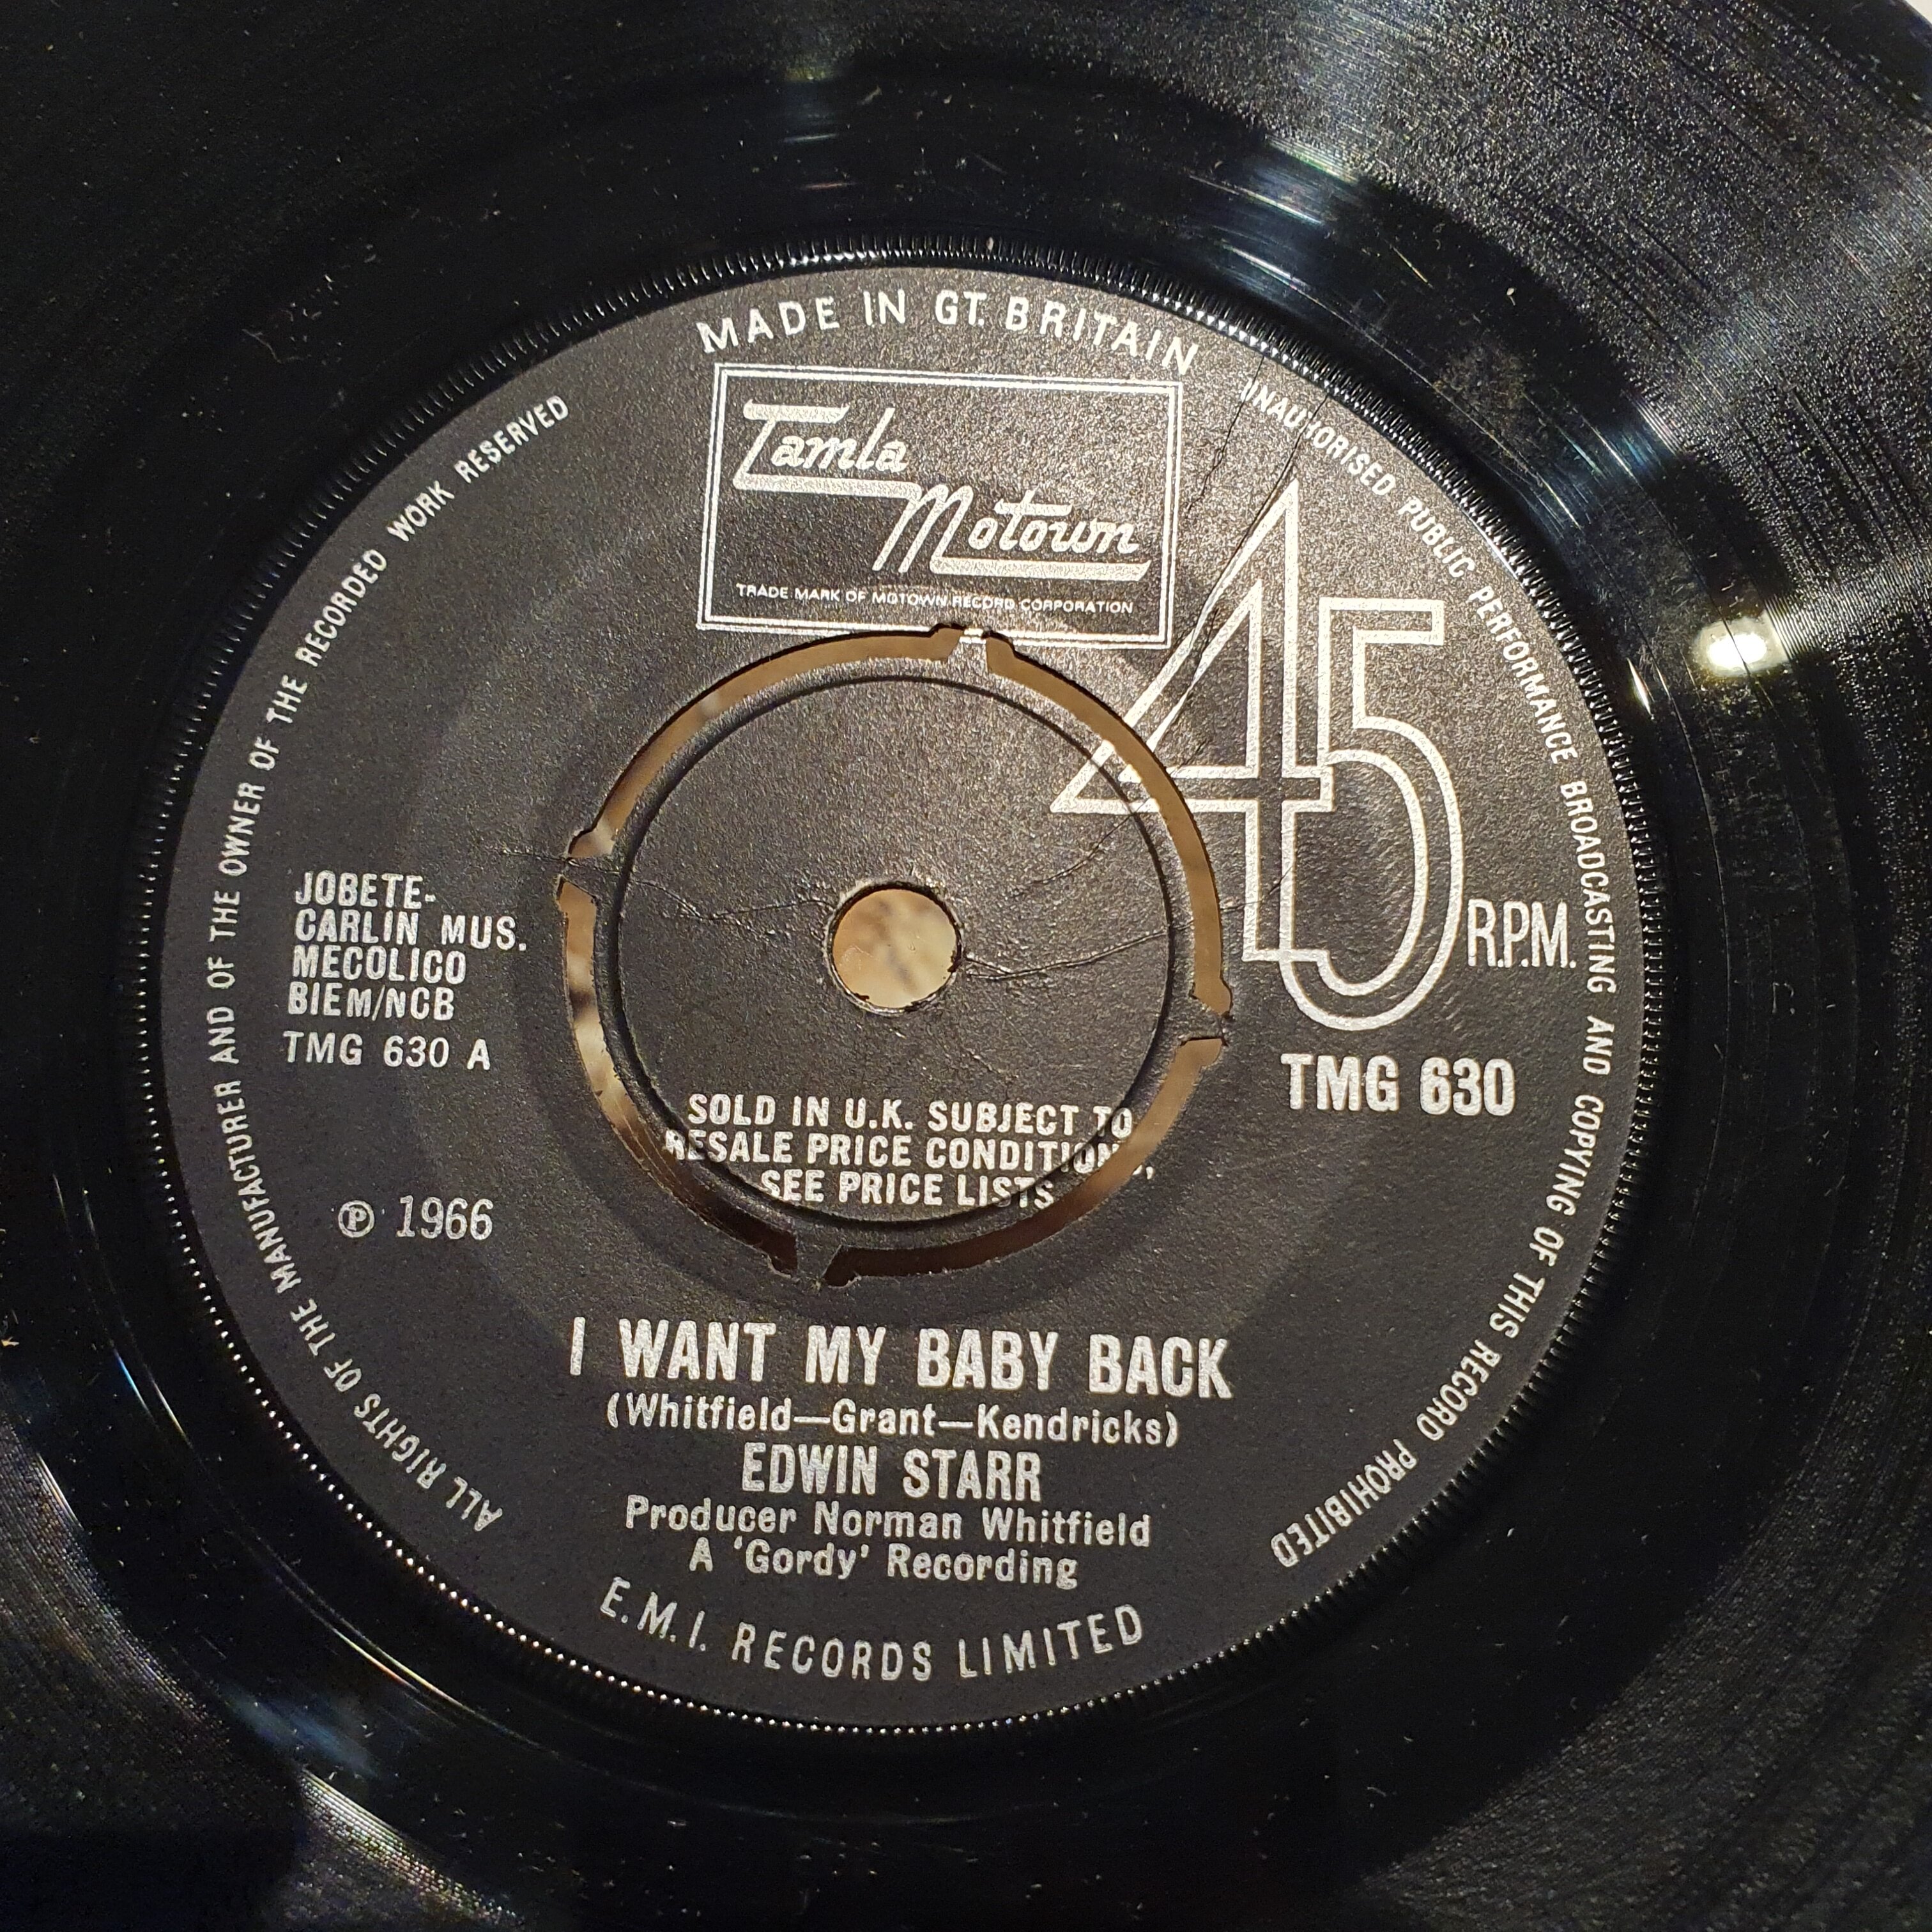 MADE IN GT. BRITAIN
Tamla
Motown
TRADE MARK OF MOTOWN RECORD CORPORATION
UNAUTHORISED PUBLIC PERFORMANCE BROADCASTING AND COPYING OF THIS RECORD PROHIBITED
ALL RIGHTS OF THE MANUFACTURER AND OF THE OWNER OF THE RECORDED WORK RESERVED
45 R.P.M.
JOBETE-
CARLIN MUS.
MECOLICO
BIEM/NCB
TMG 630 A
TMG 630
SOLD IN U.K. SUBJECT TO
RESALE PRICE CONDITIONS,
SEE PRICE LISTS
Ⓟ 1966
I WANT MY BABY BACK
(Whitfield—Grant—Kendricks)
EDWIN STARR
Producer Norman Whitfield
A 'Gordy' Recording
E.M.I. RECORDS LIMITED